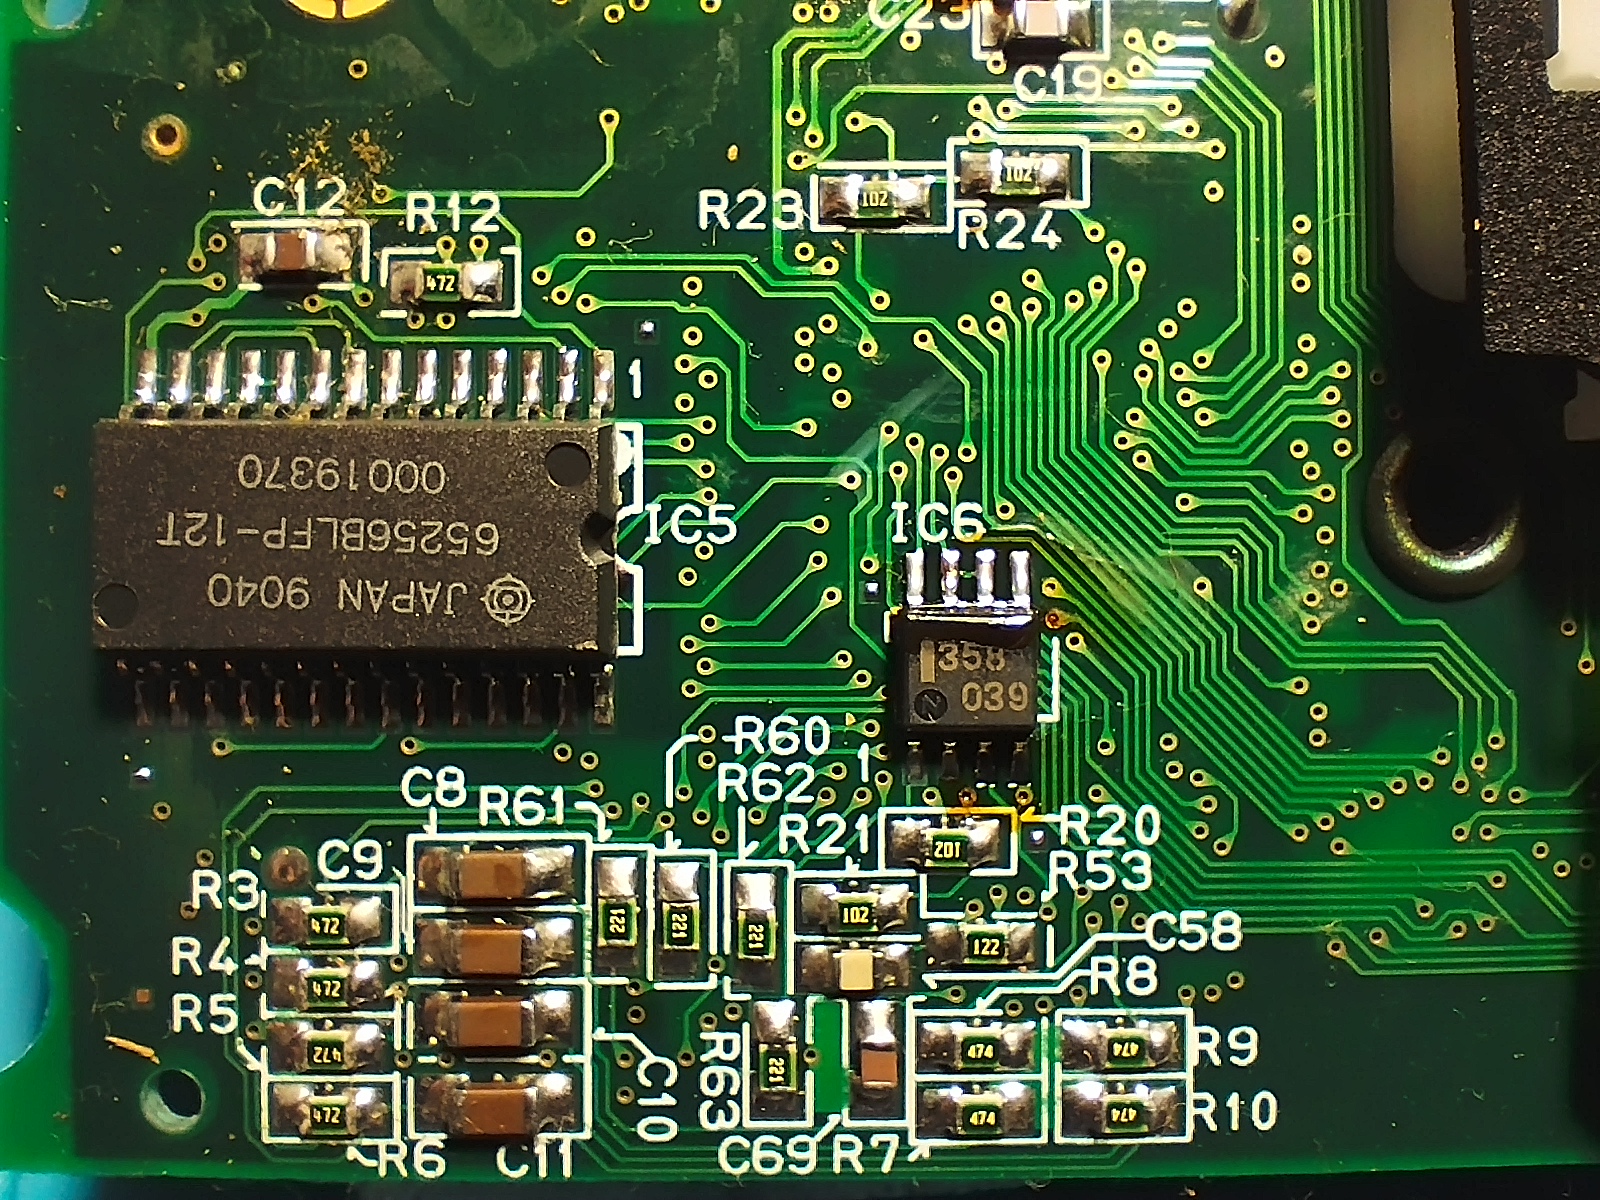 C23
C19
C12
R12
R23
R24
102
102
472
1
00019370
65256BLFP-12T
JAPAN 9040
IC5
IC6
358
039
N
1
R60
R62
C8
R61
R21
R20
R53
C9
R3
R4
R5
R6
472
472
472
472
122
221
221
201
102
122
C58
R8
R9
R10
R63
221
474
474
474
474
C10
C11
C69
R7